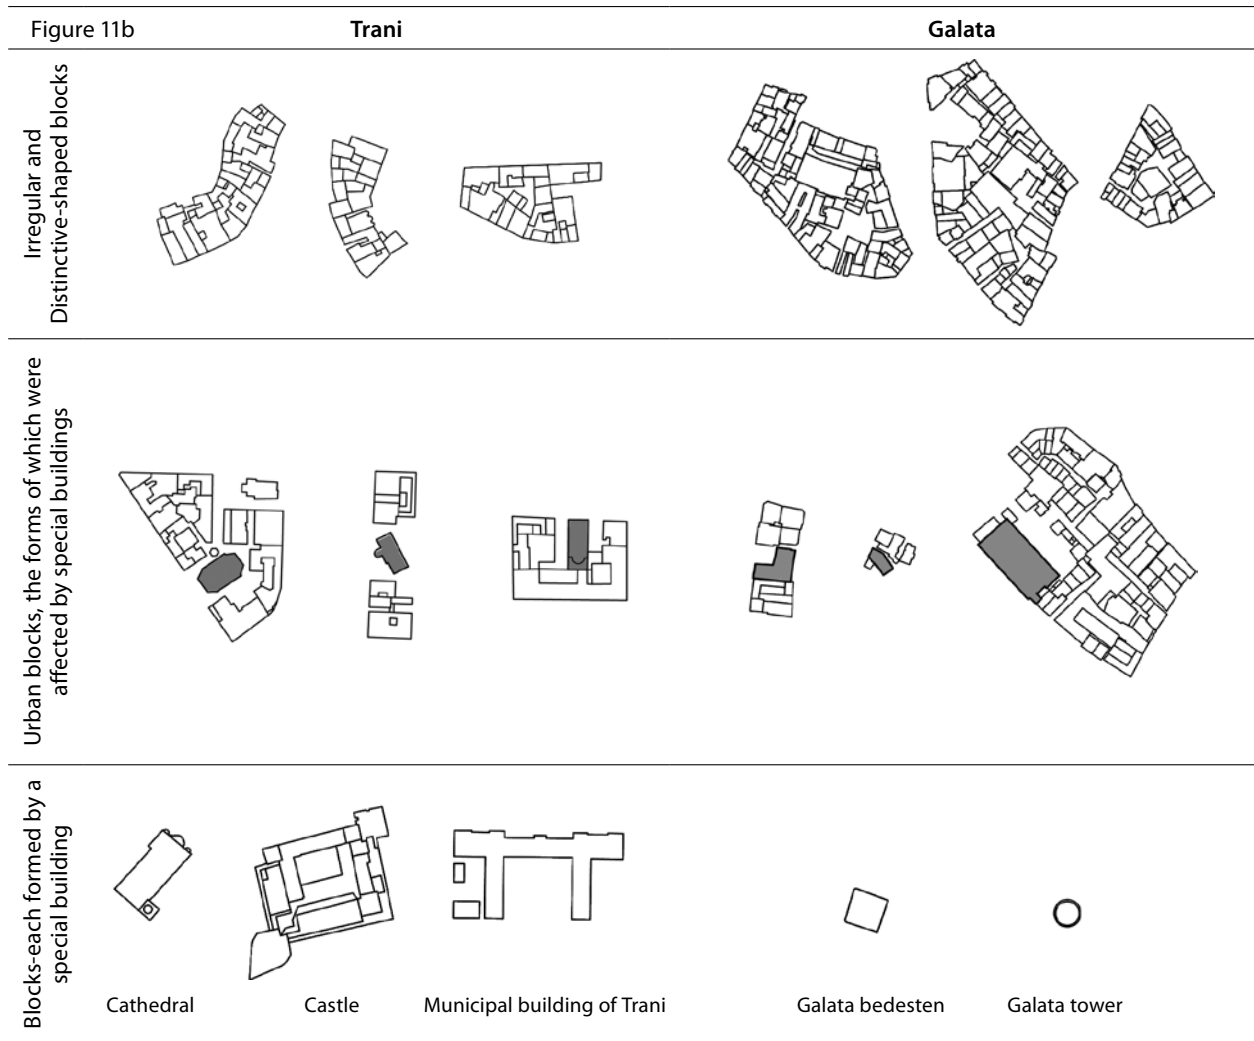 Figure 11b
Trani
Galata
Irregular and
Distinctive-shaped blocks
Urban blocks, the forms of which were
affected by special buildings
Blocks-each formed by a
special building
Cathedral
Castle
Municipal building of Trani
Galata bedesten
Galata tower